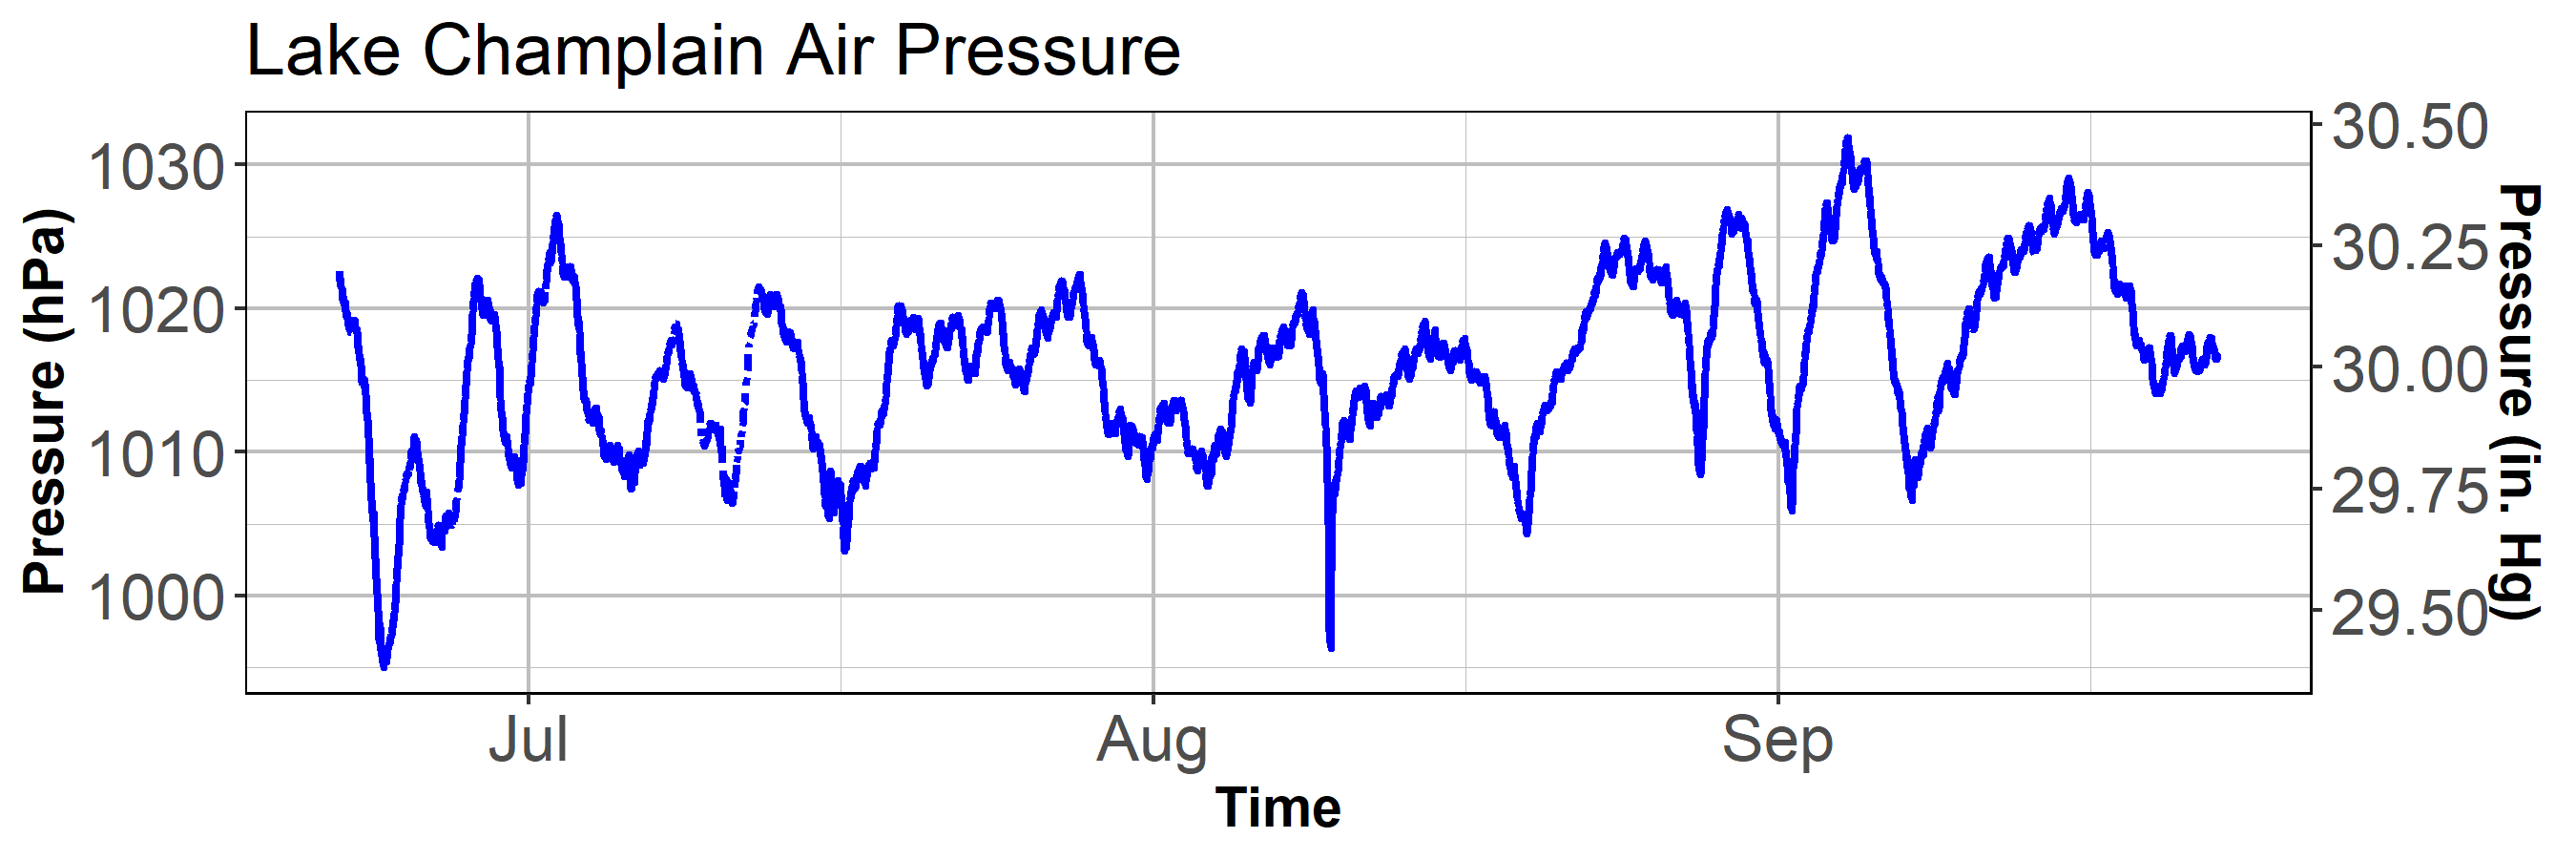 Lake Champlain Air Pressure
Pressure (hPa)
1030
1020
1010
1000
30.50
30.25
30.00
29.75
29.50
Pressure (in. Hg)
Jul Aug Sep
Time